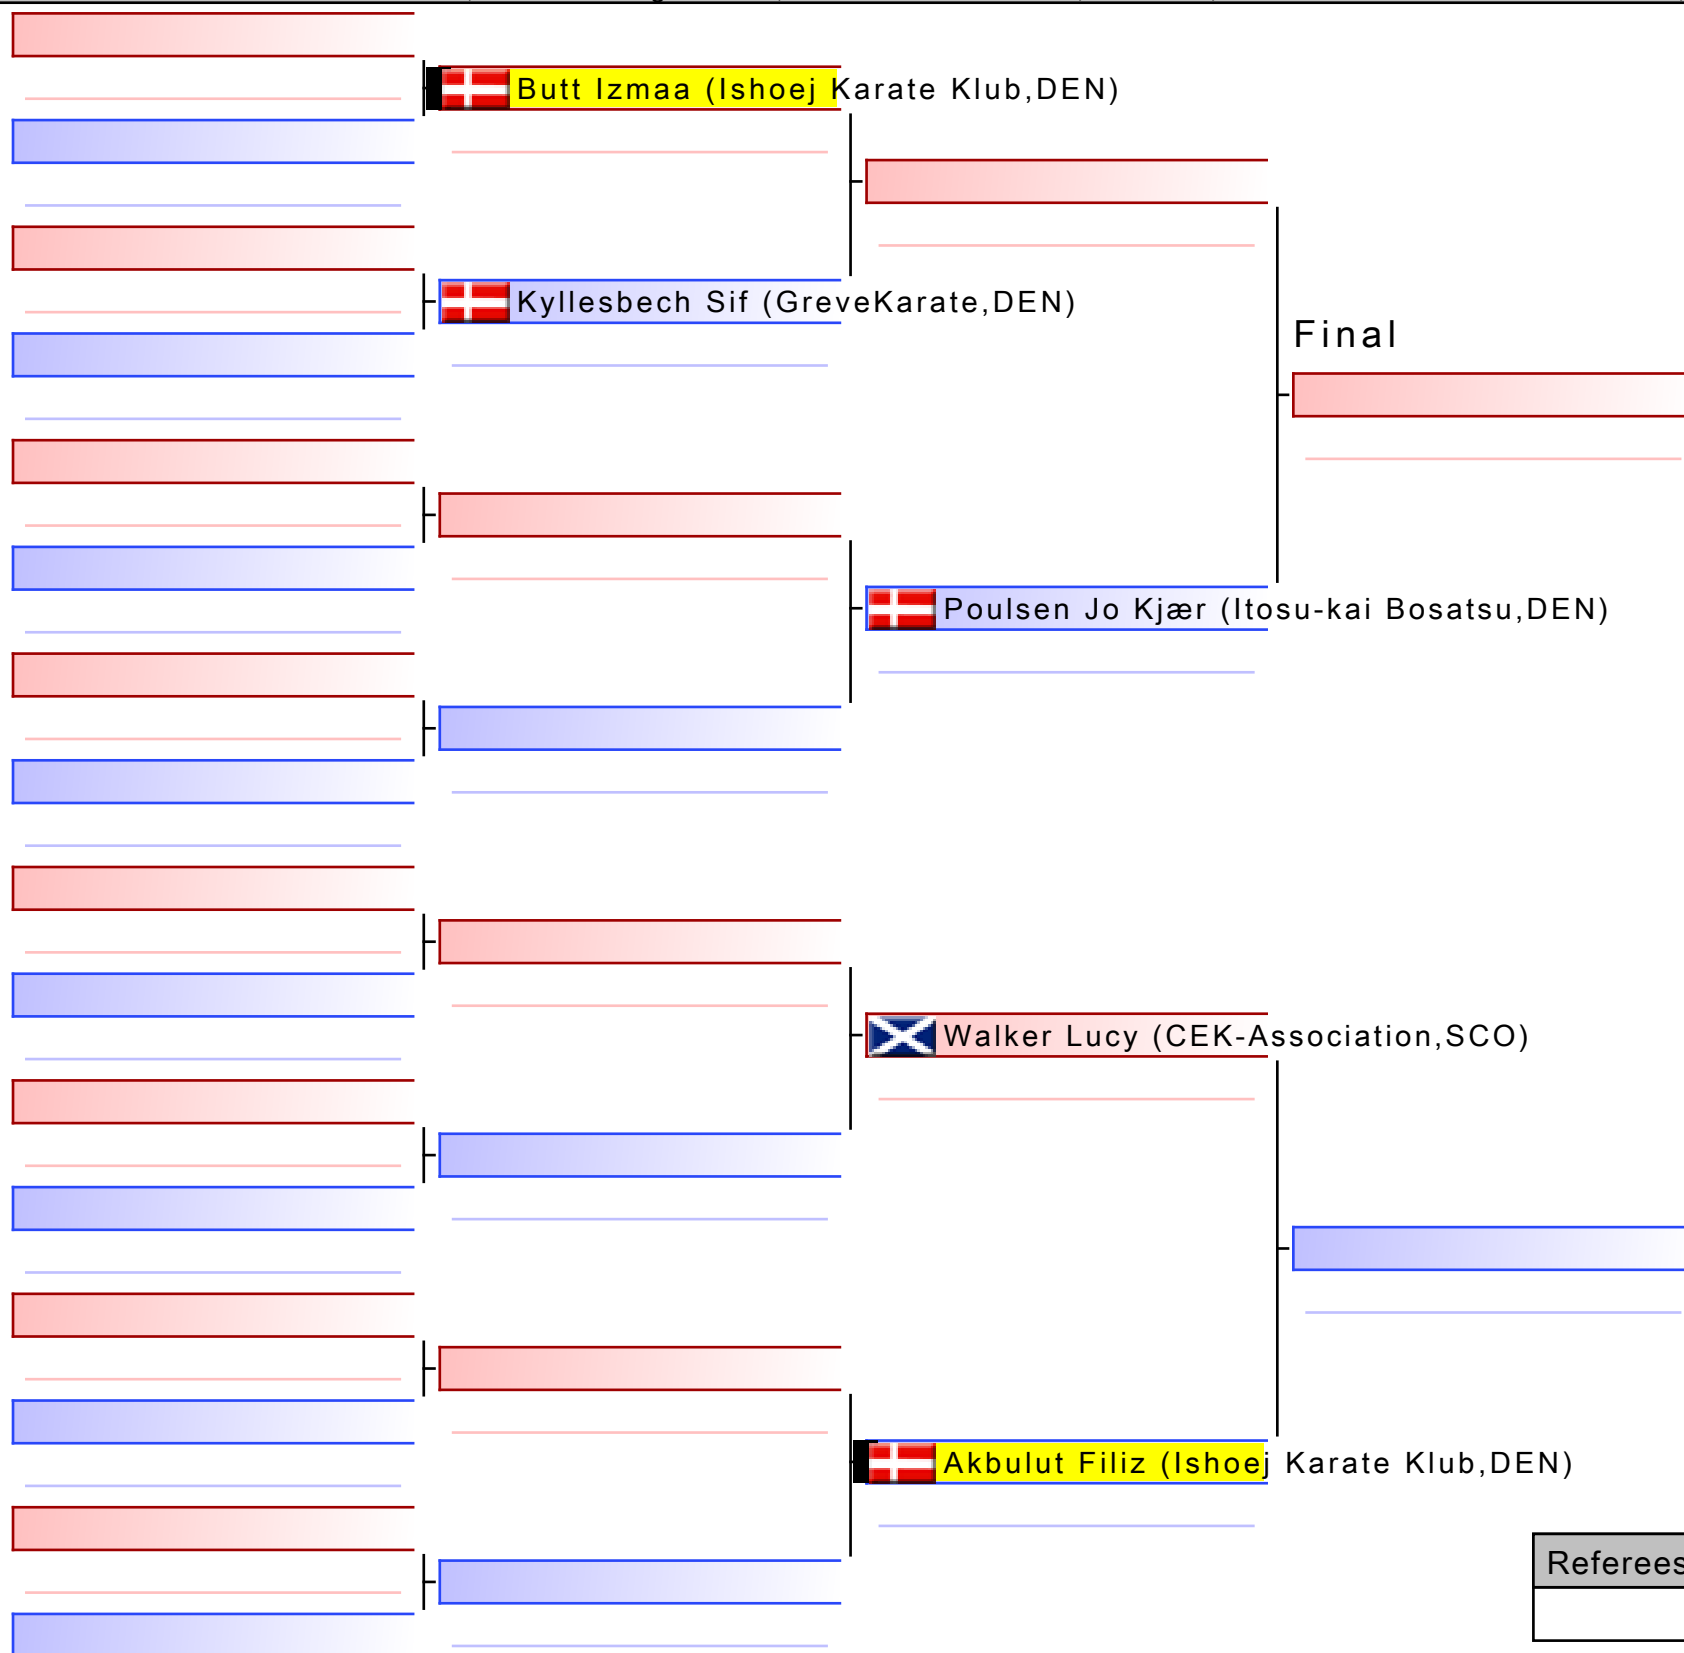 Butt Izmaa (Ishoej Karate Klub,DEN)
Kyllesbech Sif (GreveKarate,DEN)
Final
Poulsen Jo Kjær (Itosu-kai Bosatsu,DEN)
Walker Lucy (CEK-Association,SCO)
Akbulut Filiz (Ishoej Karate Klub,DEN)
Referees